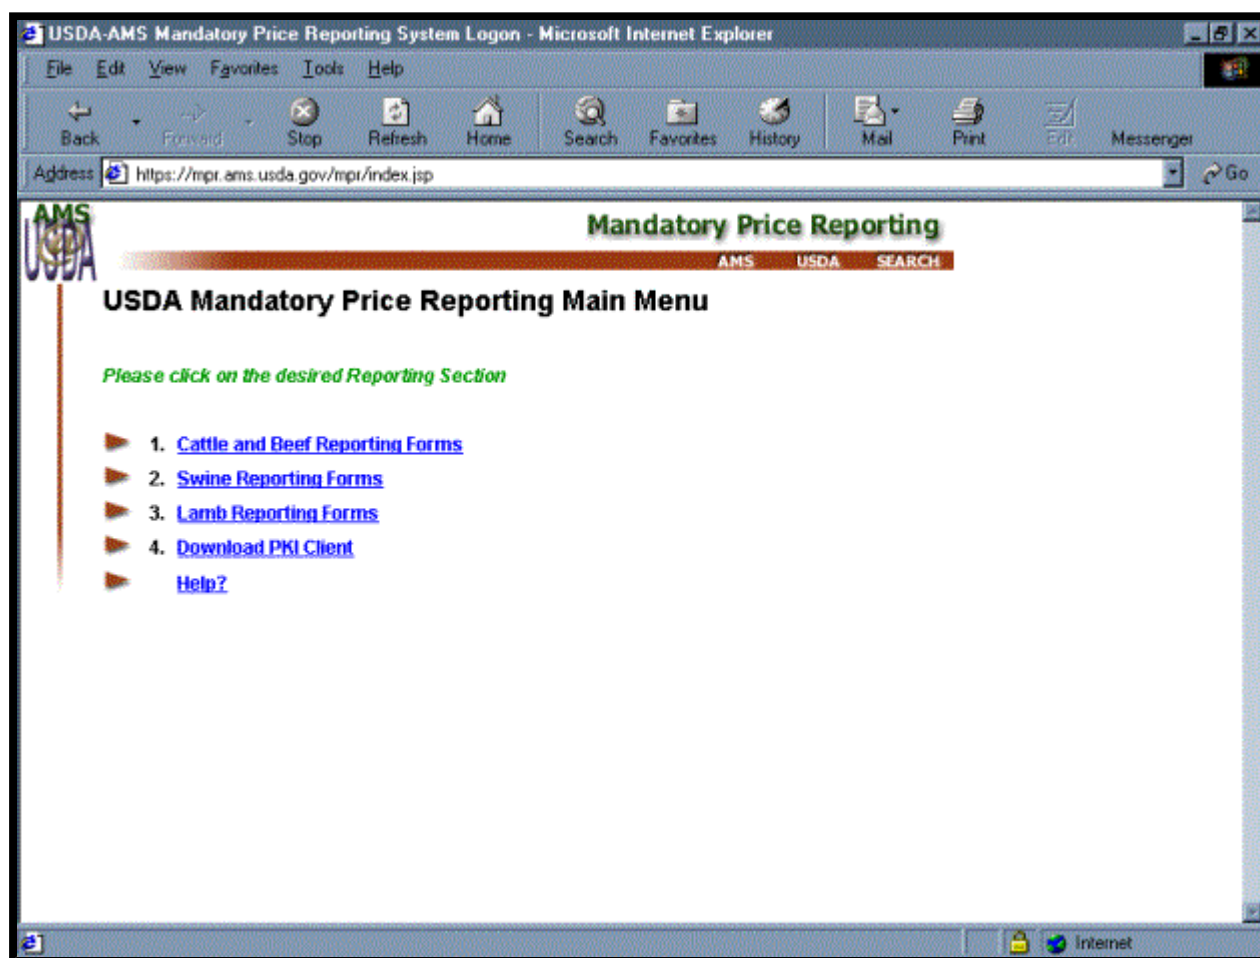 USDA-AMS Mandatory Price Reporting System Logon - Microsoft Internet Explorer
File Edit View Favorites Tools Help
Back Forward Stop Refresh Home Search Favorites History Mail Print Edit Messenger
Address https://mpr.ams.usda.gov/mpr/index.jsp Go
AMS
USDA
Mandatory Price Reporting
AMS USDA SEARCH
USDA Mandatory Price Reporting Main Menu
Please click on the desired Reporting Section
1. Cattle and Beef Reporting Forms
2. Swine Reporting Forms
3. Lamb Reporting Forms
4. Download PKI Client
Help?
Internet